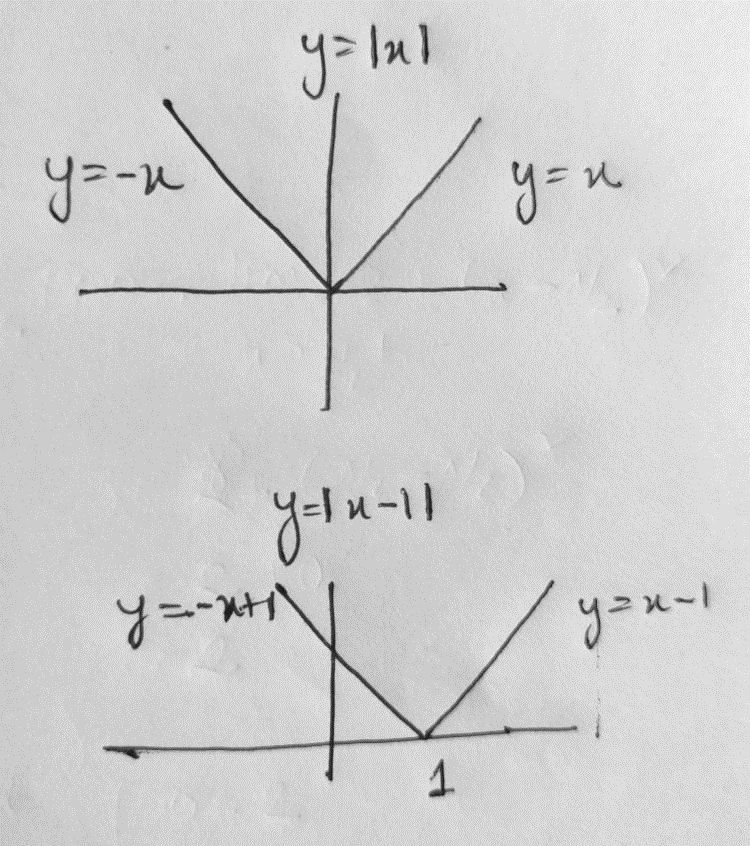 y=|x|
y=-x
y=x
y=|x-1|
y=-x+1
y=x-1
1